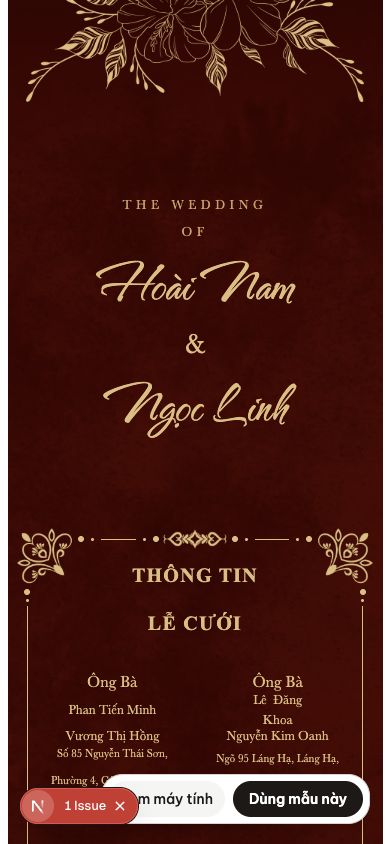 THE WEDDING
OF
Hoài Nam
&
Ngọc Linh
THÔNG TIN
LỄ CƯỚI
Ông Bà
Phan Tiến Minh
Vương Thị Hồng
Số 85 Nguyễn Thái Sơn,
Phường 4,
Ông Bà
Lê Đăng
Khoa
Nguyễn Kim Oanh
Ngõ 95 Láng Hạ, Láng Hạ,
N 1 Issue ×
m máy tính
Dùng mẫu này